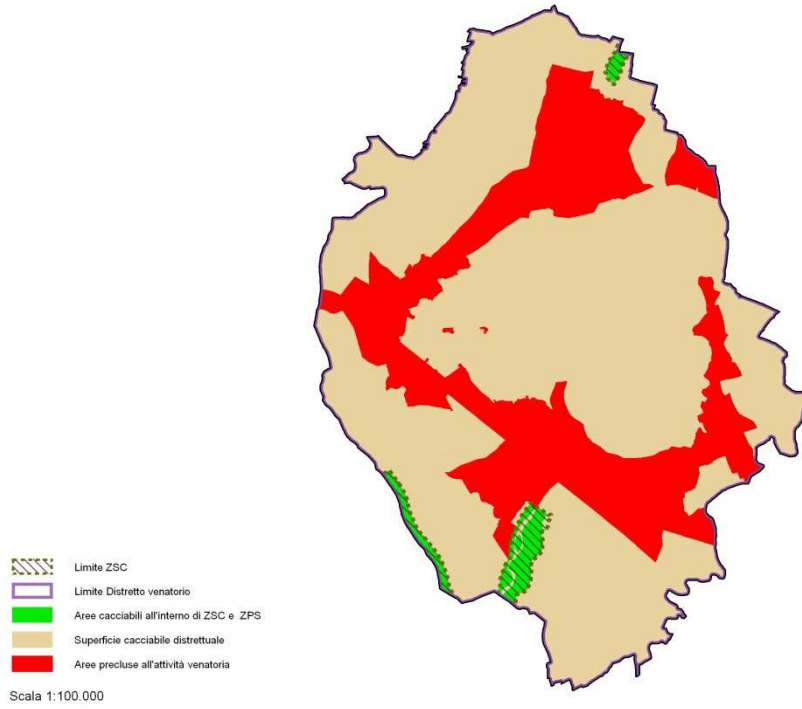 Limite ZSC
Limite Distretto venatorio
Aree cacciabili all'interno di ZSC e ZPS
Superficie cacciabile distrettuale
Aree precluse all'attività venatoria
Scala 1:100.000